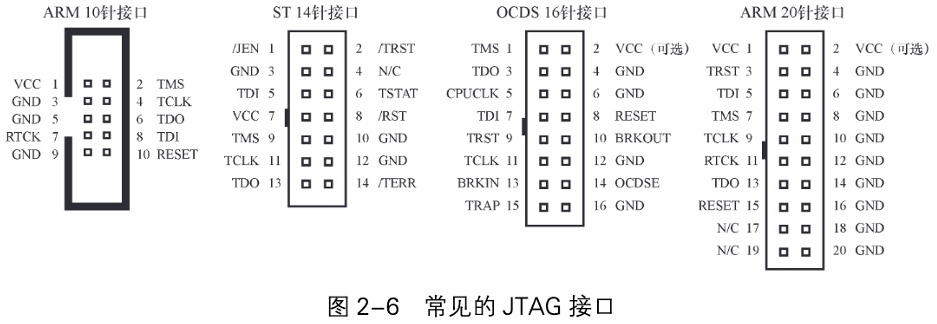 ARM 10针接口
VCC 1 2 TMS
GND 3 4 TCLK
GND 5 6 TDO
RTCK 7 8 TDI
GND 9 10 RESET
ST 14针接口
/JEN 1 2 /TRST
GND 3 4 N/C
TDI 5 6 TSTAT
VCC 7 8 /RST
TMS 9 10 GND
TCLK 11 12 GND
TDO 13 14 /TERR
OCDS 16针接口
TMS 1 2 VCC（可选）
TDO 3 4 GND
CPUCLK 5 6 GND
TDI 7 8 RESET
TRST 9 10 BRKOUT
TCLK 11 12 GND
BRKIN 13 14 OCDSE
TRAP 15 16 GND
ARM 20针接口
VCC 1 2 VCC（可选）
TRST 3 4 GND
TDI 5 6 GND
TMS 7 8 GND
TCLK 9 10 GND
RTCK 11 12 GND
TDO 13 14 GND
RESET 15 16 GND
N/C 17 18 GND
N/C 19 20 GND
图 2-6 常见的 JTAG 接口